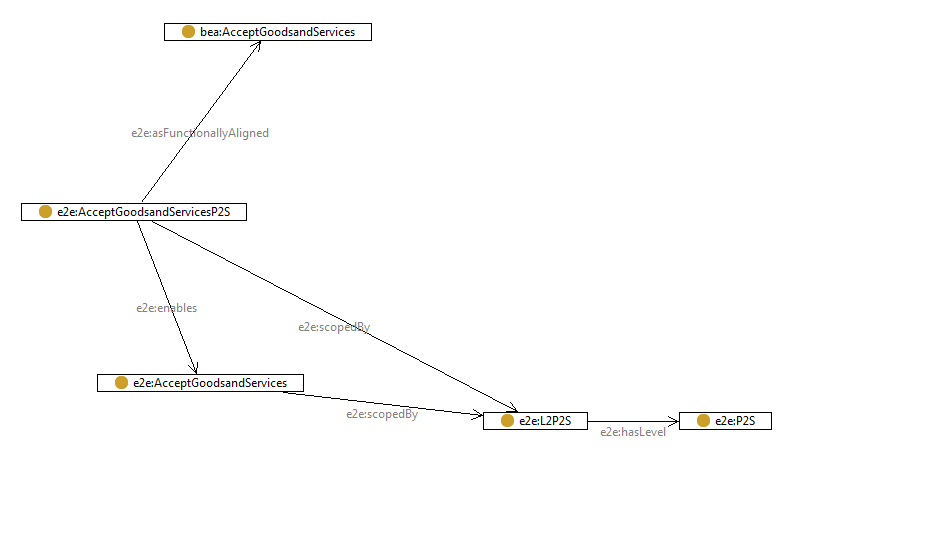 bea:AcceptGoodsandServices
e2e:asFunctionallyAligned
e2e:AcceptGoodsandServicesP2S
e2e:enables
e2e:scopedBy
e2e:AcceptGoodsandServices
e2e:scopedBy
e2e:L2P2S
e2e:hasLevel
e2e:P2S